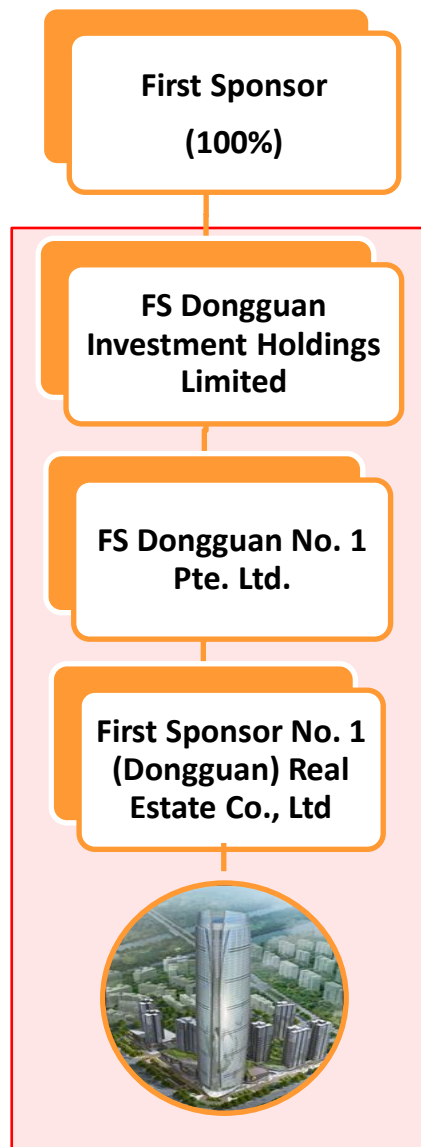 First Sponsor
(100%)
FS Dongguan
Investment Holdings
Limited
FS Dongguan No. 1
Pte. Ltd.
First Sponsor No. 1
(Dongguan) Real
Estate Co., Ltd